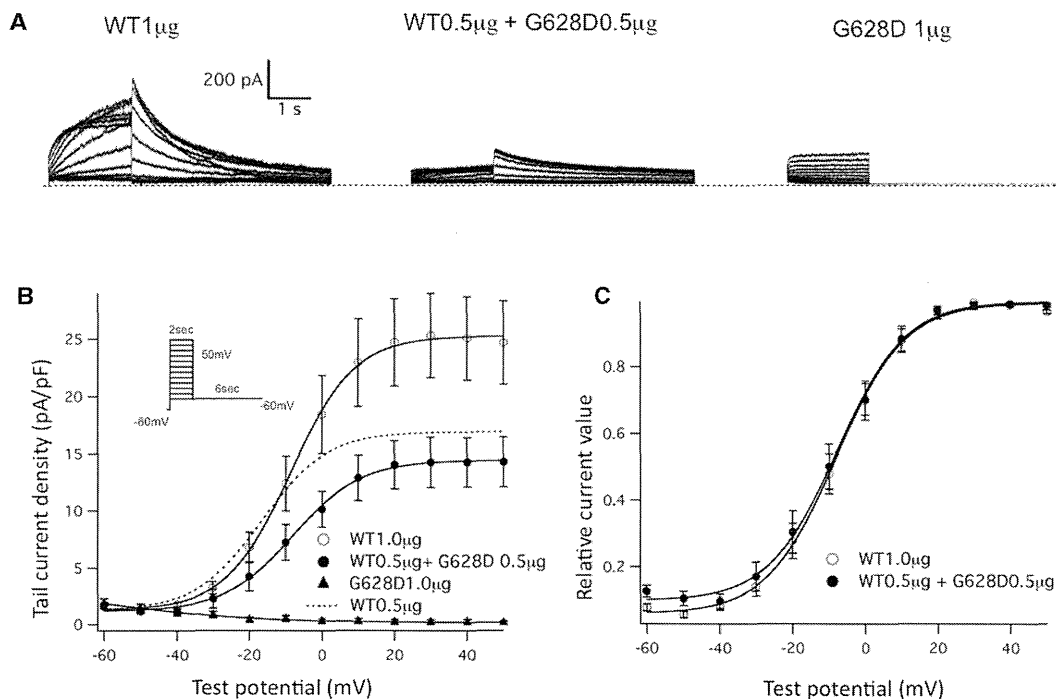 A
WT1μg
WT0.5μg + G628D0.5μg
G628D 1μg
200 pA
1 s
B
C
Tail current density (pA/pF)
25
20
15
10
5
0
2sec
50mV
6sec
-80mV
-60mV
WT1.0μg
WT0.5μg+ G628D 0.5μg
G628D1.0μg
WT0.5μg
-60
-40
-20
0
20
40
Test potential (mV)
Relative current value
0.8
0.6
0.4
0.2
WT1.0μg
WT0.5μg + G628D0.5μg
-60
-40
-20
0
20
40
Test potential (mV)